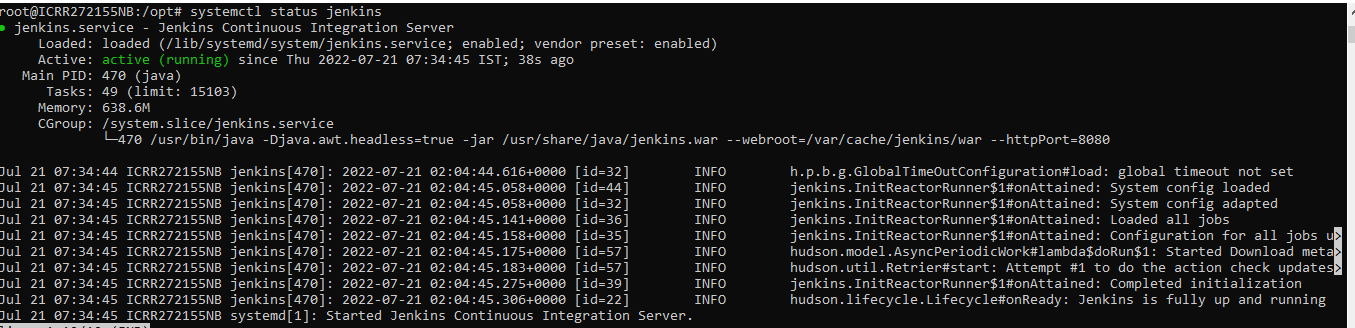 root@ICRR272155NB:/opt# systemctl status jenkins
● jenkins.service - Jenkins Continuous Integration Server
     Loaded: loaded (/lib/systemd/system/jenkins.service; enabled; vendor preset: enabled)
     Active: active (running) since Thu 2022-07-21 07:34:45 IST; 38s ago
   Main PID: 470 (java)
      Tasks: 49 (limit: 15103)
     Memory: 638.6M
     CGroup: /system.slice/jenkins.service
             └─470 /usr/bin/java -Djava.awt.headless=true -jar /usr/share/java/jenkins.war --webroot=/var/cache/jenkins/war --httpPort=8080
Jul 21 07:34:44 ICRR272155NB jenkins[470]: 2022-07-21 02:04:44.616+0000 [id=32]        INFO        h.p.b.g.GlobalTimeOutConfiguration#load: global timeout not set
Jul 21 07:34:45 ICRR272155NB jenkins[470]: 2022-07-21 02:04:45.058+0000 [id=44]        INFO        jenkins.InitReactorRunner$1#onAttained: System config loaded
Jul 21 07:34:45 ICRR272155NB jenkins[470]: 2022-07-21 02:04:45.058+0000 [id=32]        INFO        jenkins.InitReactorRunner$1#onAttained: System config adapted
Jul 21 07:34:45 ICRR272155NB jenkins[470]: 2022-07-21 02:04:45.141+0000 [id=36]        INFO        jenkins.InitReactorRunner$1#onAttained: Loaded all jobs
Jul 21 07:34:45 ICRR272155NB jenkins[470]: 2022-07-21 02:04:45.158+0000 [id=35]        INFO        jenkins.InitReactorRunner$1#onAttained: Configuration for all jobs u>
Jul 21 07:34:45 ICRR272155NB jenkins[470]: 2022-07-21 02:04:45.175+0000 [id=57]        INFO        hudson.model.AsyncPeriodicWork#lambda$doRun$1: Started Download meta>
Jul 21 07:34:45 ICRR272155NB jenkins[470]: 2022-07-21 02:04:45.183+0000 [id=57]        INFO        hudson.util.Retrier#start: Attempt #1 to do the action check updates>
Jul 21 07:34:45 ICRR272155NB jenkins[470]: 2022-07-21 02:04:45.275+0000 [id=39]        INFO        jenkins.InitReactorRunner$1#onAttained: Completed initialization
Jul 21 07:34:45 ICRR272155NB jenkins[470]: 2022-07-21 02:04:45.306+0000 [id=22]        INFO        hudson.lifecycle.Lifecycle#onReady: Jenkins is fully up and running
Jul 21 07:34:45 ICRR272155NB systemd[1]: Started Jenkins Continuous Integration Server.